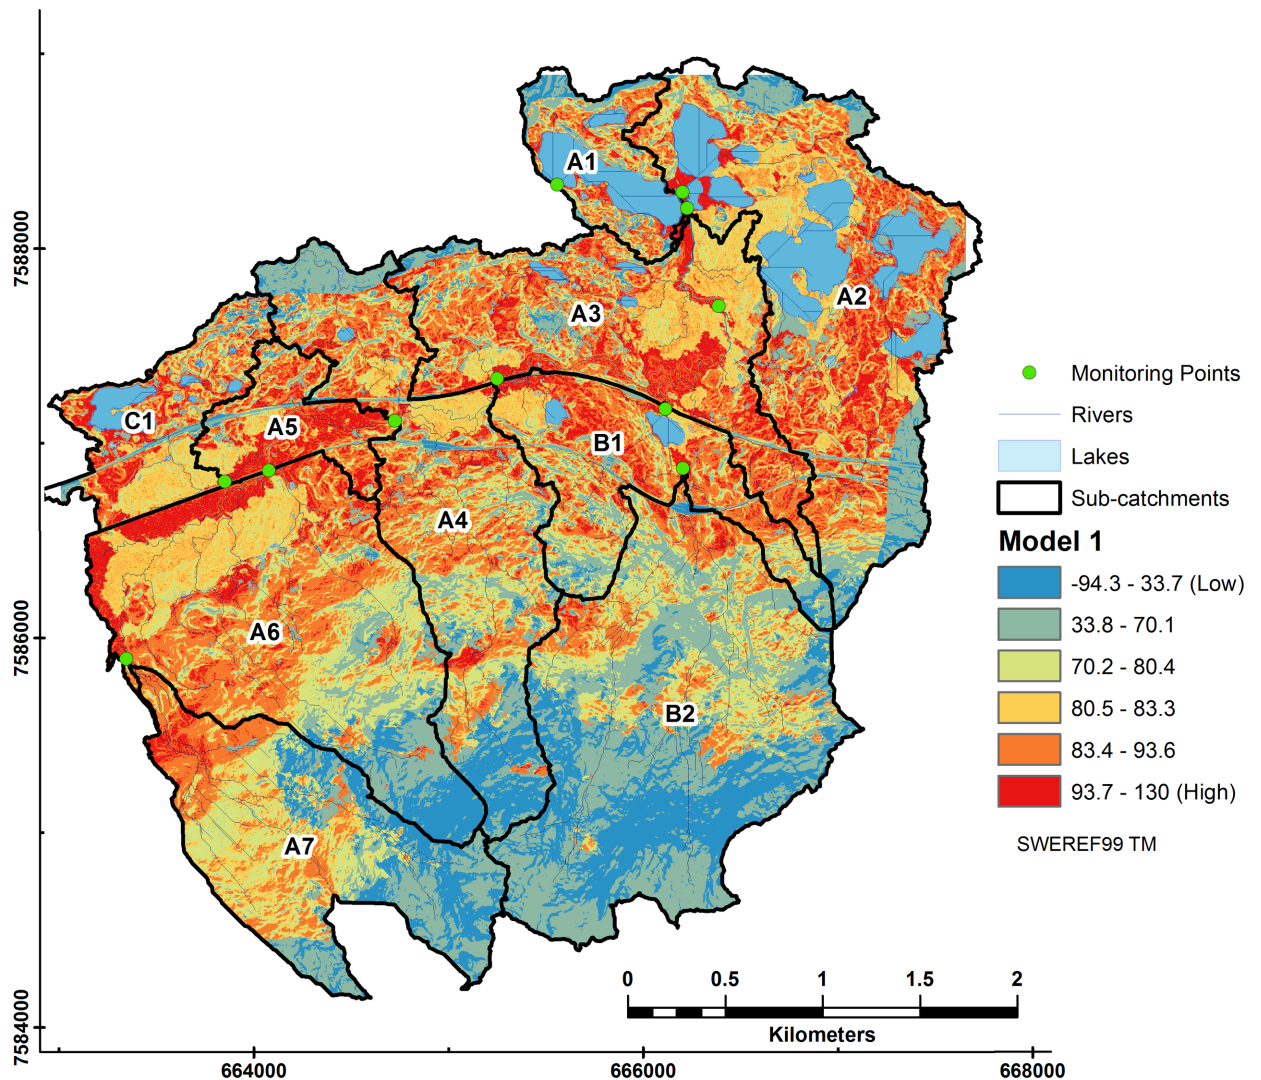 7588000
7586000
7584000
A1
A2
A3
C1
A5
B1
A4
A6
B2
A7
Monitoring Points
Rivers
Lakes
Sub-catchments
Model 1
-94.3 - 33.7 (Low)
33.8 - 70.1
70.2 - 80.4
80.5 - 83.3
83.4 - 93.6
93.7 - 130 (High)
SWEREF99 TM
0 0.5 1 1.5 2
Kilometers
664000 666000 668000